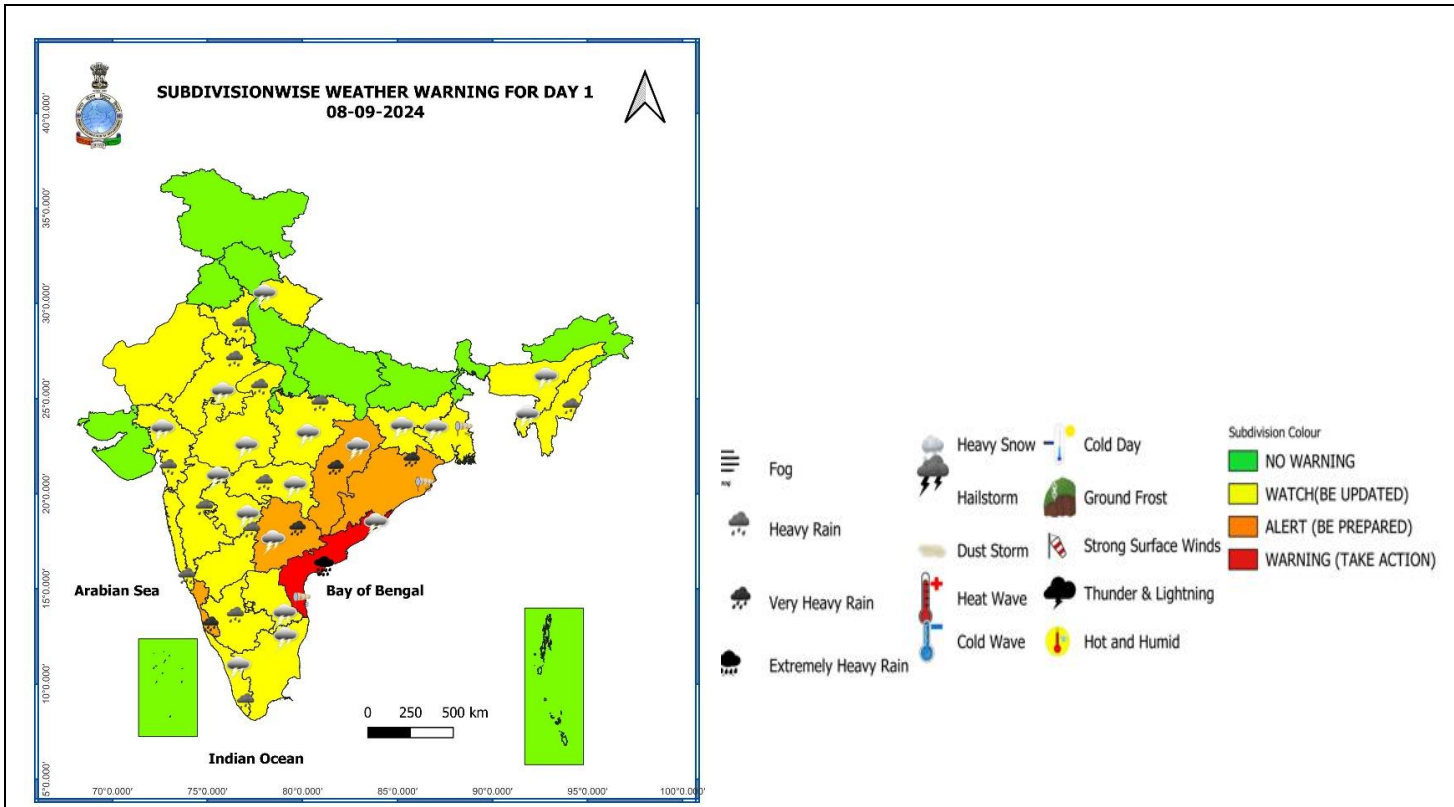 SUBDIVISIONWISE WEATHER WARNING FOR DAY 1
08-09-2024
40°0.000'
35°0.000'
30°0.000'
25°0.000'
20°0.000'
15°0.000'
10°0.000'
5°0.000'
Arabian Sea
Bay of Bengal
0 250 500 km
Indian Ocean
70°0.000' 75°0.000' 80°0.000' 85°0.000' 90°0.000' 95°0.000' 100°0.000'
Fog
Heavy Rain
Very Heavy Rain
Extremely Heavy Rain
Heavy Snow
Hailstorm
Dust Storm
Heat Wave
Cold Wave
Cold Day
Ground Frost
Strong Surface Winds
Thunder & Lightning
Hot and Humid
Subdivision Colour
NO WARNING
WATCH(BE UPDATED)
ALERT (BE PREPARED)
WARNING (TAKE ACTION)